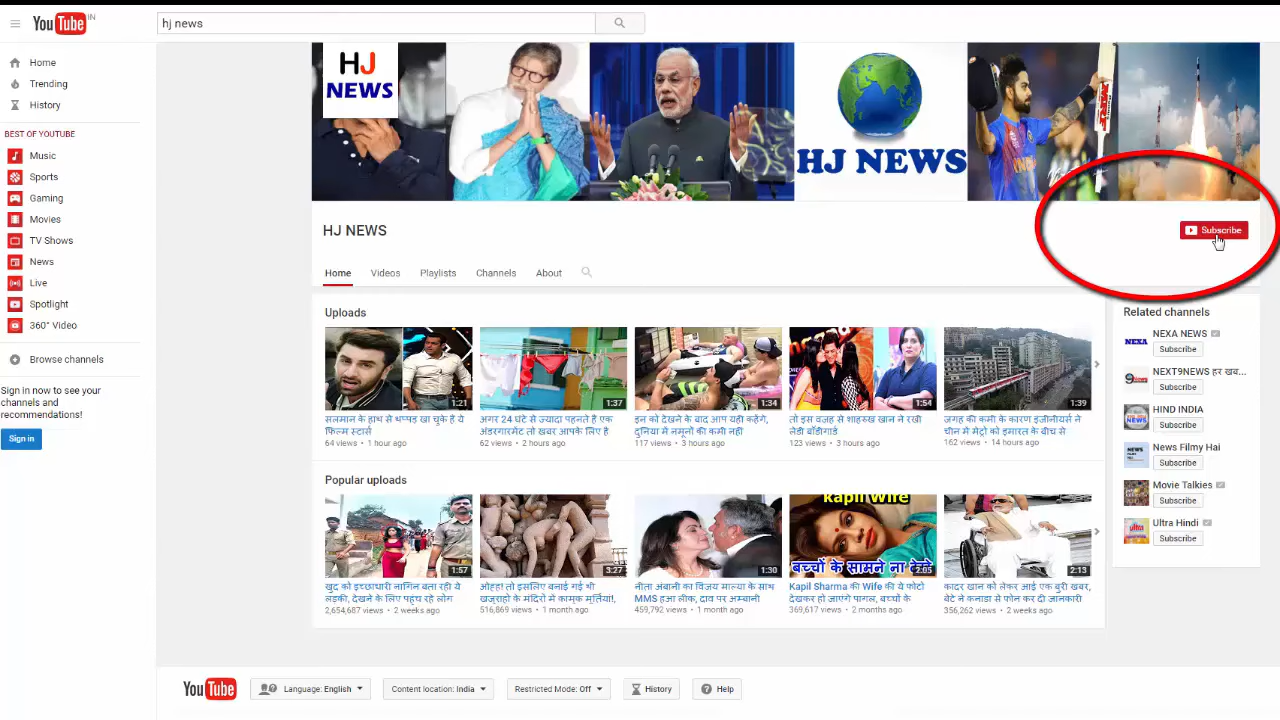 YouTube IN
hj news
Home
Trending
History
BEST OF YOUTUBE
Music
Sports
Gaming
Movies
TV Shows
News
Live
Spotlight
360° Video
Browse channels
Sign in now to see your
channels and
recommendations!
Sign in
HJ
NEWS
HJ NEWS
HJ NEWS
Subscribe
Home Videos Playlists Channels About
Uploads
1:21
सलमान के हाथ से थप्पड़ खा चुके हैं ये
फिल्म स्टार्स
64 views • 1 hour ago
1:37
अगर 24 घंटे से ज्यादा पहनते हैं एक
अंडरगारमेंट तो खबर आपके लिए है
62 views • 2 hours ago
1:34
इन को देखने के बाद आप यही कहेंगे,
दुनिया में नमूनों की कमी नहीं
117 views • 3 hours ago
1:54
तो इस वजह से शाहरुख खान ने रखी
लेडी बॉडीगार्ड
123 views • 3 hours ago
1:39
जगह की कमी के कारण इंजीनियर्स ने
चीन में मेट्रो को इमारत के बीच से
162 views • 14 hours ago
Popular uploads
1:57
खुद को इच्छाधारी नागिन बता रही ये
लड़की, देखने के लिए पहुंच रहे लोग
2,654,687 views • 2 weeks ago
3:27
ओह्ह! तो इसलिए बनाई गई थी
खजुराहो के मंदिरों में कामुक मूर्तियां!,
516,869 views • 1 month ago
1:30
नीता अंबानी का विजय माल्या के साथ
MMS हुआ लीक, दाव पर अम्बानी
459,792 views • 1 month ago
kapil Wife
बच्चों के सामने ना देखे
2:05
Kapil Sharma की Wife की ये फोटो
देखकर हो जाएंगे पागल, बच्चों के
369,617 views • 2 months ago
2:13
कादर खान को लेकर आई एक बुरी खबर,
बेटे ने कनाडा से फोन कर दी जानकारी
356,262 views • 2 weeks ago
Related channels
NEXA NEWS
Subscribe
NEXT9NEWS हर खब...
Subscribe
HIND INDIA
Subscribe
News Filmy Hai
Subscribe
Movie Talkies
Subscribe
Ultra Hindi
Subscribe
YouTube
Language: English
Content location: India
Restricted Mode: Off
History
Help